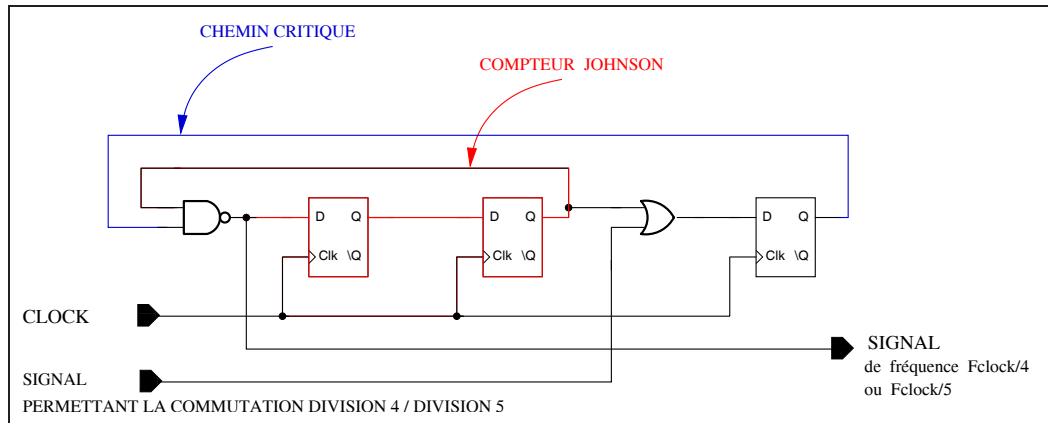 CHEMIN CRITIQUE
COMPTEUR JOHNSON
D Q
Clk \Q
D Q
Clk \Q
D Q
Clk \Q
CLOCK
SIGNAL
de fréquence Fclock/4
ou Fclock/5
SIGNAL
PERMETTANT LA COMMUTATION DIVISION 4 / DIVISION 5